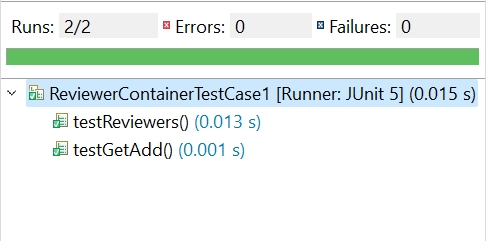 Runs: 2/2 Errors: 0 Failures: 0
ReviewerContainerTestCase1 [Runner: JUnit 5] (0.015 s)
testReviewers() (0.013 s)
testGetAdd() (0.001 s)